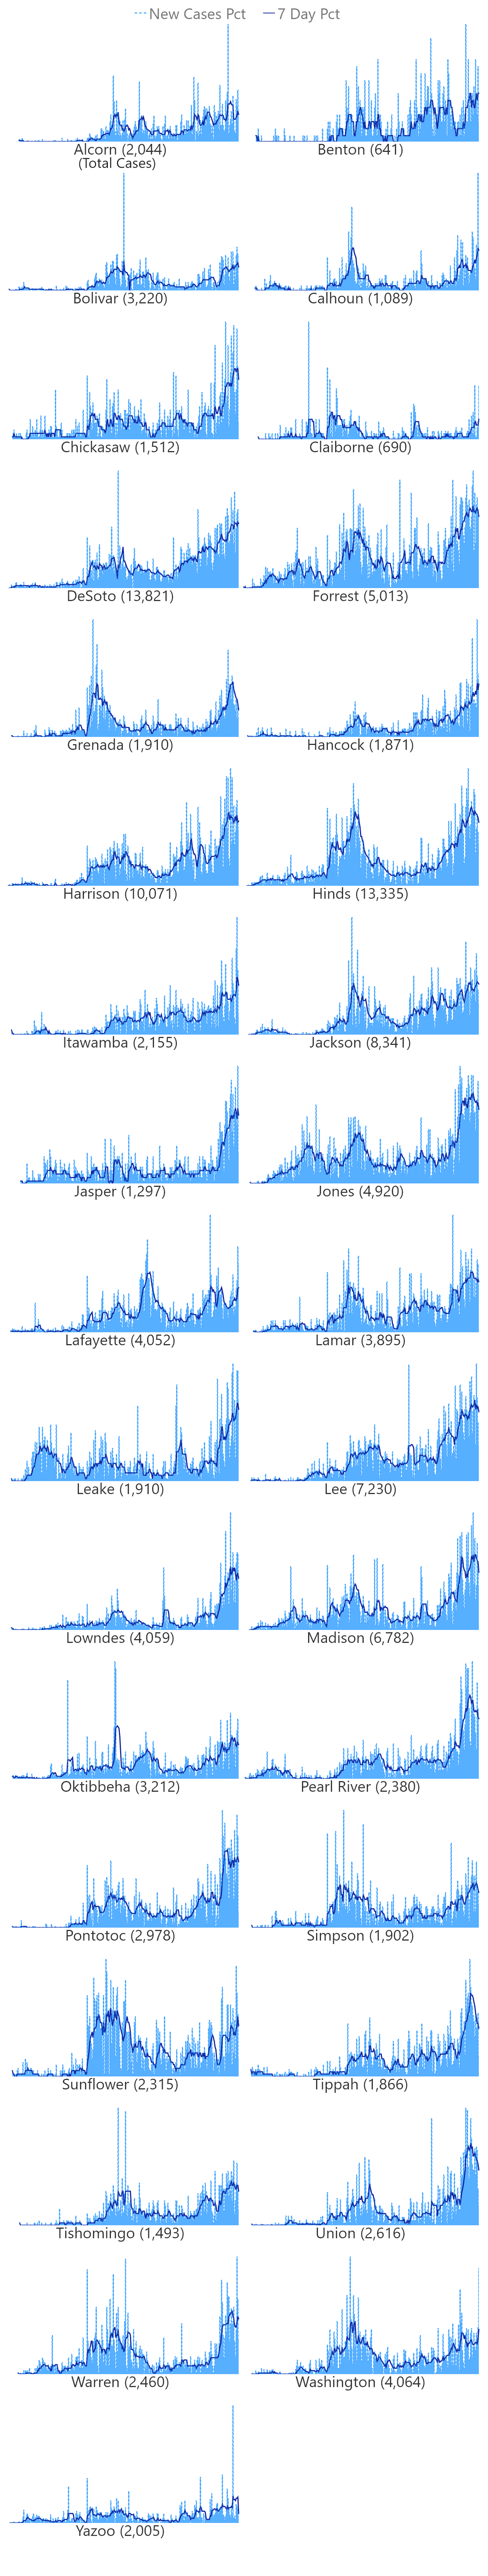 New Cases Pct 7 Day Pct
Alcorn (2,044) Benton (641)
(Total Cases)
Bolivar (3,220) Calhoun (1,089)
Chickasaw (1,512) Claiborne (690)
DeSoto (13,821) Forrest (5,013)
Grenada (1,910) Hancock (1,871)
Harrison (10,071) Hinds (13,335)
Itawamba (2,155) Jackson (8,341)
Jasper (1,297) Jones (4,920)
Lafayette (4,052) Lamar (3,895)
Leake (1,910) Lee (7,230)
Lowndes (4,059) Madison (6,782)
Oktibbeha (3,212) Pearl River (2,380)
Pontotoc (2,978) Simpson (1,902)
Sunflower (2,315) Tippah (1,866)
Tishomingo (1,493) Union (2,616)
Warren (2,460) Washington (4,064)
Yazoo (2,005)